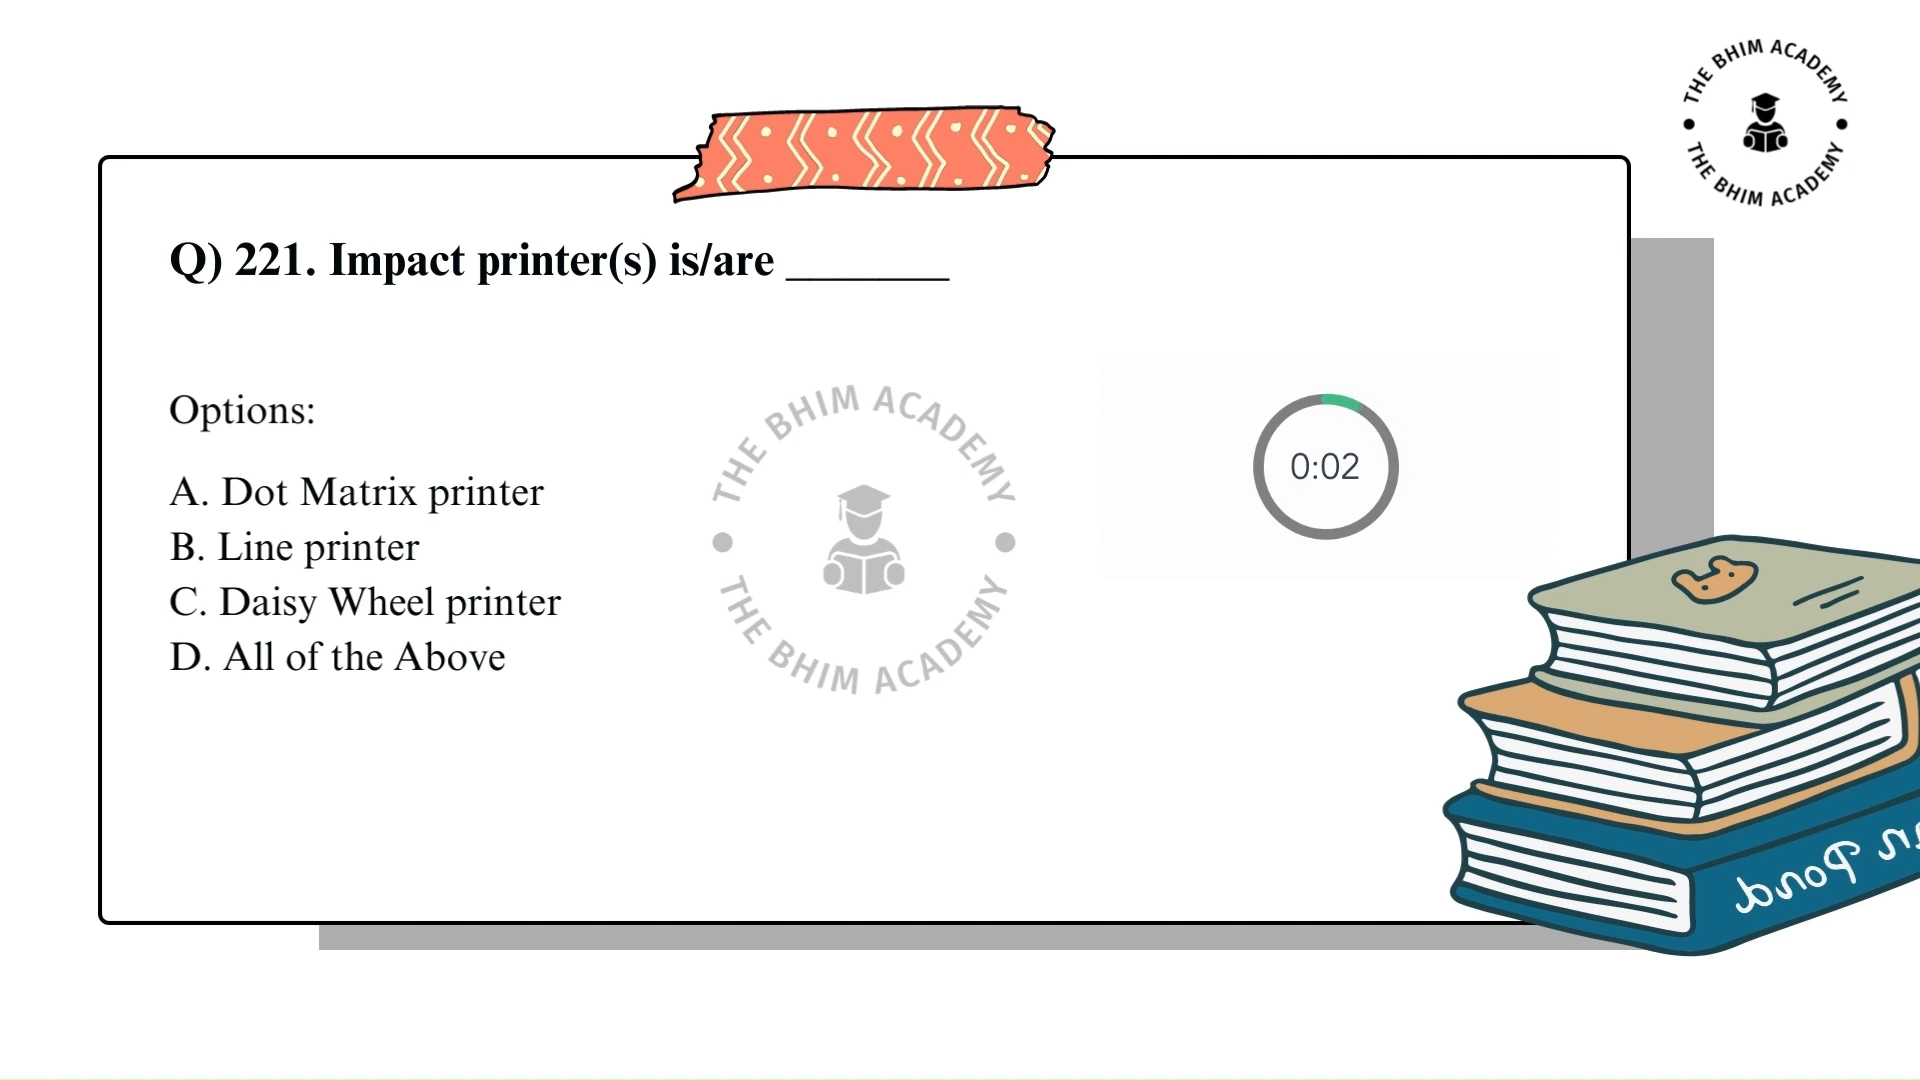 THE BHIM ACADEMY
THE BHIM ACADEMY
Q) 221. Impact printer(s) is/are _______
Options:
A. Dot Matrix printer
B. Line printer
C. Daisy Wheel printer
D. All of the Above
THE BHIM ACADEMY
THE BHIM ACADEMY
0:02